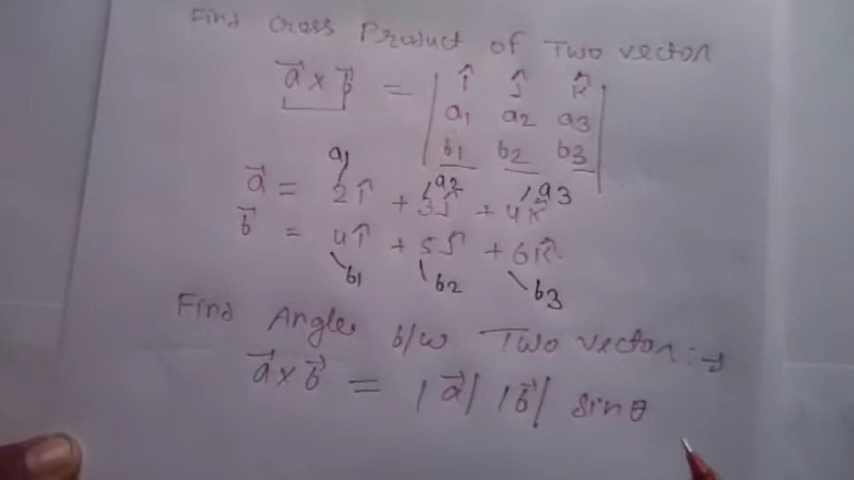 Find Cross Product of Two vector
a⃗ × b⃗ = | î ĵ k̂ |
| a1 a2 a3 |
| b1 b2 b3 |
a1 a2 a3
a⃗ = 2î + 3ĵ + 4k̂
b⃗ = 4î + 5ĵ + 6k̂.
b1 b2 b3
Find Angles b/w Two vector :→
a⃗ × b⃗ = |a⃗| |b⃗| sinθ